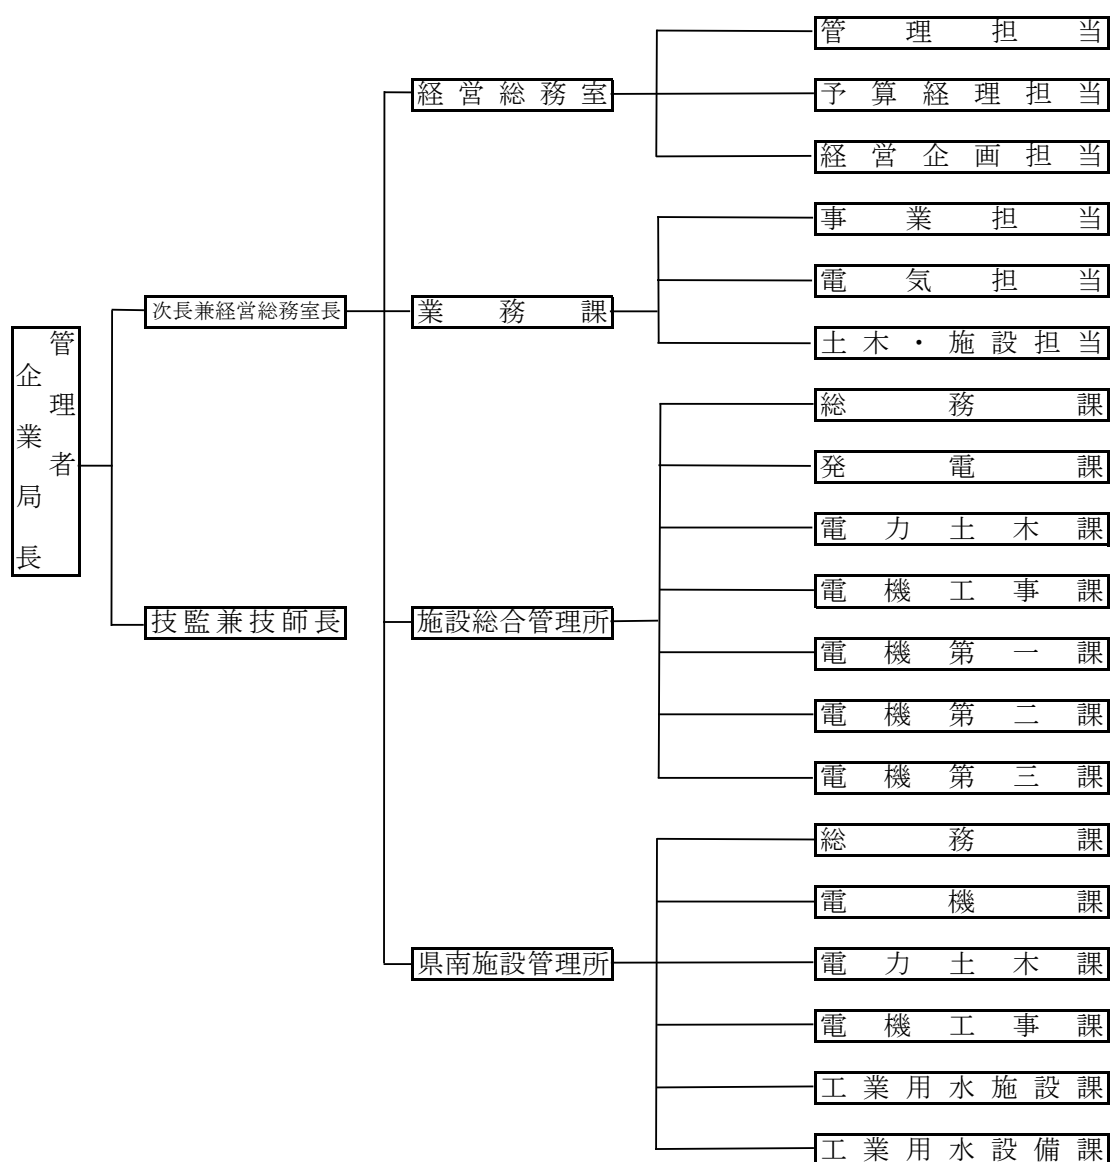 管理者
企業局長
次長兼経営総務室長
技監兼技師長
経営総務室
管理担当
予算経理担当
経営企画担当
業務課
事業担当
電気担当
土木・施設担当
施設総合管理所
総務課
発電課
電力土木課
電機工事課
電機第一課
電機第二課
電機第三課
県南施設管理所
総務課
電機課
電力土木課
電機工事課
工業用水施設課
工業用水設備課